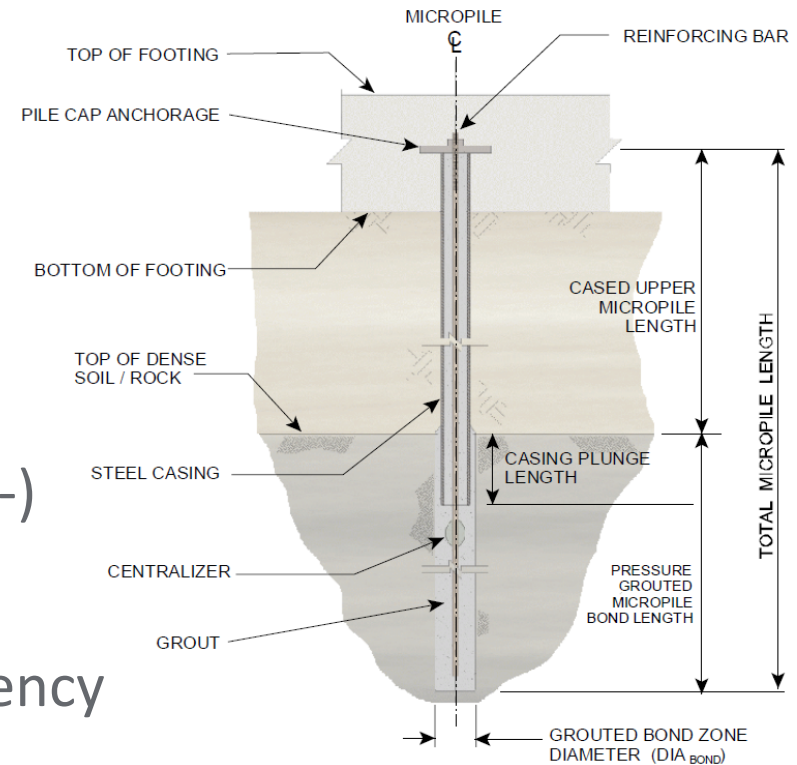 MICROPILE
℄
REINFORCING BAR
TOP OF FOOTING
PILE CAP ANCHORAGE
BOTTOM OF FOOTING
CASED UPPER
MICROPILE
LENGTH
TOP OF DENSE
SOIL / ROCK
TOTAL MICROPILE LENGTH
STEEL CASING
CASING PLUNGE
LENGTH
-)
CENTRALIZER
PRESSURE
GROUTED
MICROPILE
BOND LENGTH
GROUT
ency
GROUTED BOND ZONE
DIAMETER (DIA BOND)